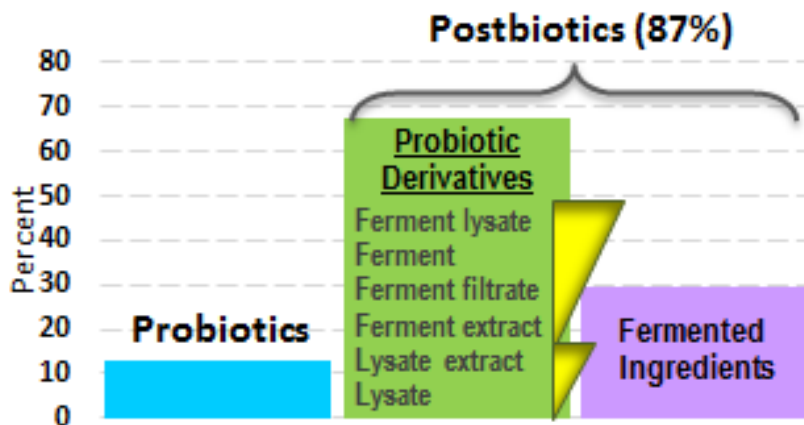 Postbiotics (87%)
80
70
60
50
40
30
20
10
0
Percent
Probiotics
Probiotic
Derivatives
Ferment lysate
Ferment
Ferment filtrate
Ferment extract
Lysate extract
Lysate
Fermented
Ingredients